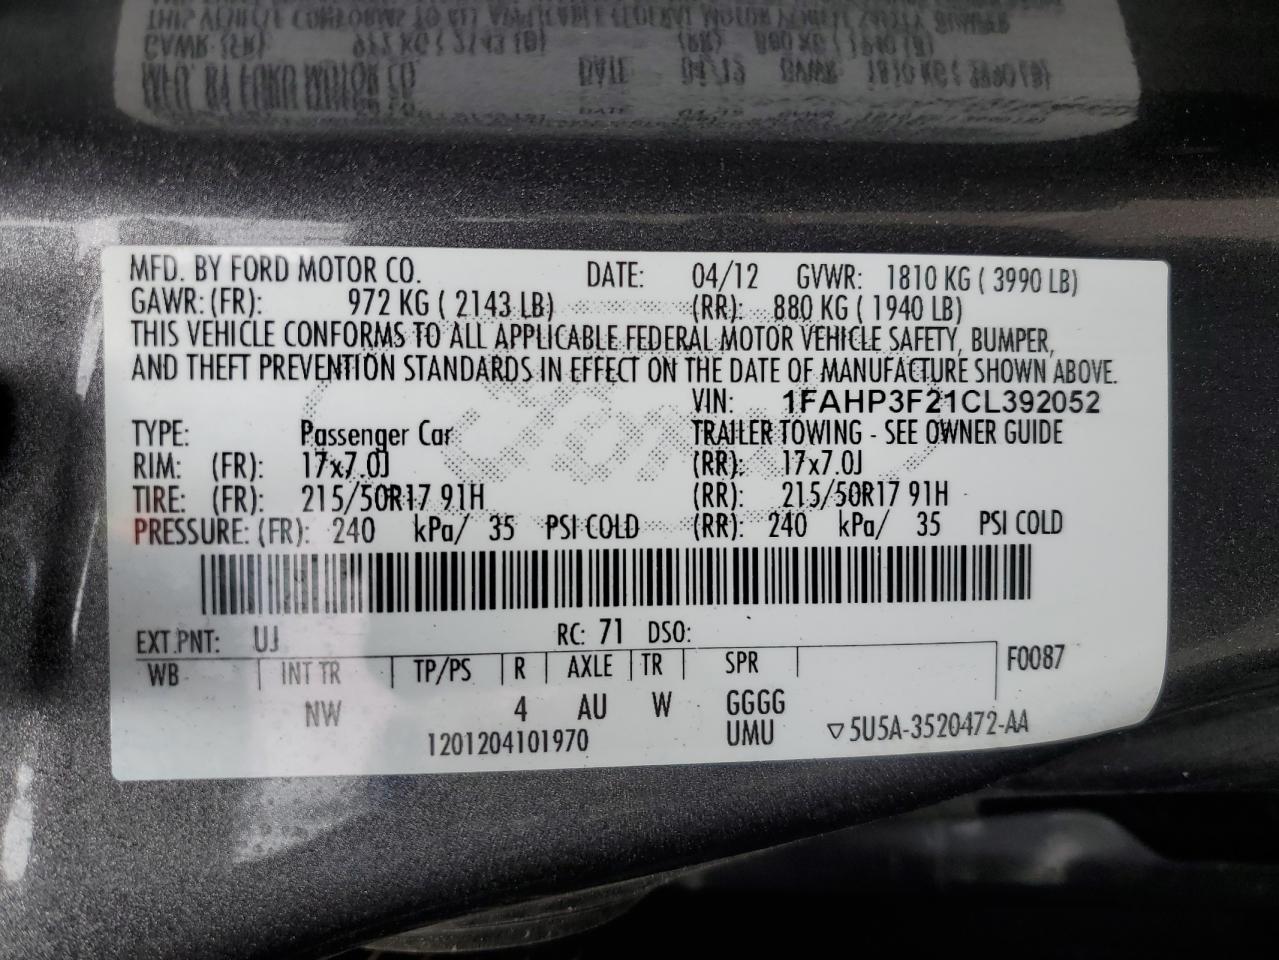 MFD. BY FORD MOTOR CO. DATE: 04/12 GVWR: 1810 KG ( 3990 LB)
GAWR: (FR): 972 KG ( 2143 LB) (RR): 880 KG ( 1940 LB)
THIS VEHICLE CONFORMS TO ALL APPLICABLE FEDERAL MOTOR VEHICLE SAFETY, BUMPER,
AND THEFT PREVENTION STANDARDS IN EFFECT ON THE DATE OF MANUFACTURE SHOWN ABOVE.
VIN: 1FAHP3F21CL392052
TYPE: Passenger Car TRAILER TOWING - SEE OWNER GUIDE
RIM: (FR): 17x7.0J (RR): 17x7.0J
TIRE: (FR): 215/50R17 91H (RR): 215/50R17 91H
PRESSURE: (FR): 240 kPa/ 35 PSI COLD (RR): 240 kPa/ 35 PSI COLD
EXT PNT: UJ RC: 71 DSO:
WB INT TR TP/PS R AXLE TR SPR F0087
NW 4 AU W GGGG
1201204101970 UMU ▽5U5A-3520472-AA